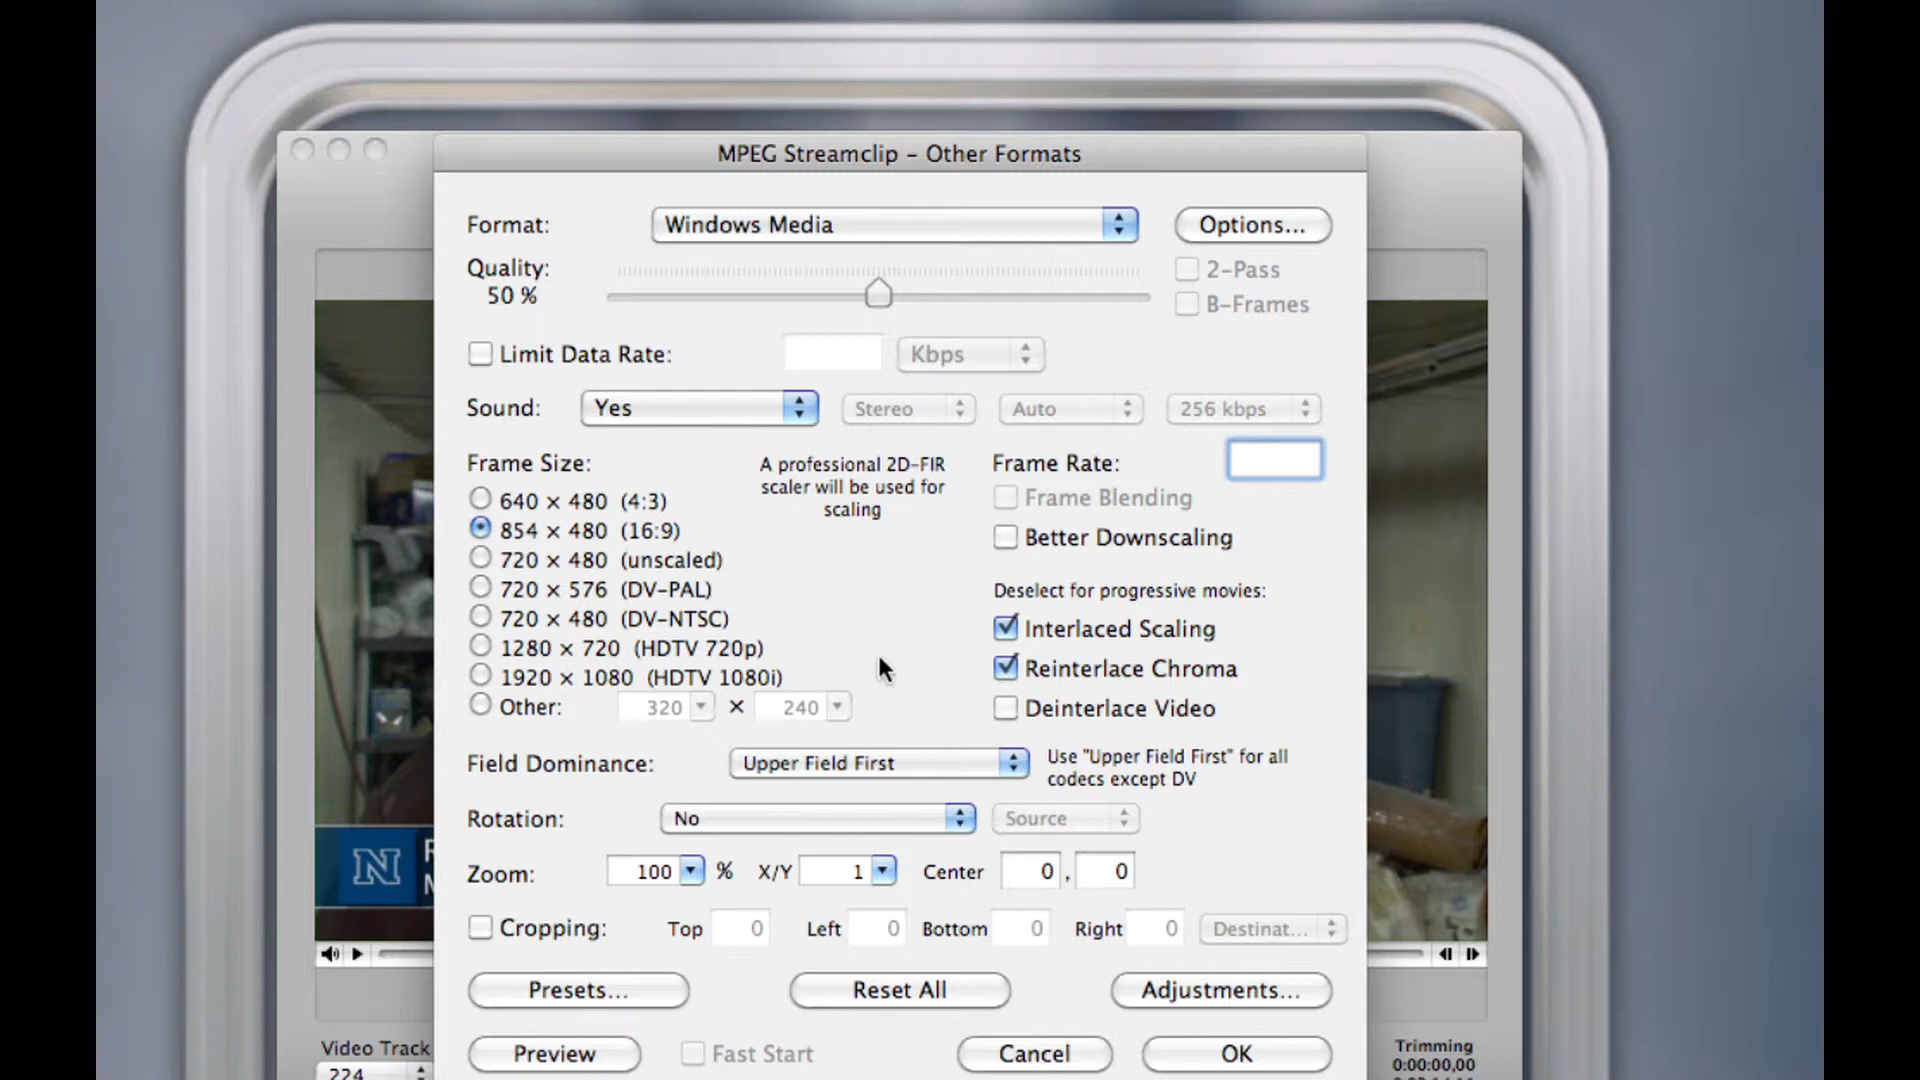 MPEG Streamclip – Other Formats
Format: Windows Media Options...
Quality: 2-Pass
50 % B-Frames
Limit Data Rate: Kbps
Sound: Yes Stereo Auto 256 kbps
Frame Size:
A professional 2D-FIR
scaler will be used for
scaling
640 × 480 (4:3)
854 × 480 (16:9)
720 × 480 (unscaled)
720 × 576 (DV-PAL)
720 × 480 (DV-NTSC)
1280 × 720 (HDTV 720p)
1920 × 1080 (HDTV 1080i)
Other: 320 × 240
Frame Rate:
Frame Blending
Better Downscaling
Deselect for progressive movies:
Interlaced Scaling
Reinterlace Chroma
Deinterlace Video
Field Dominance: Upper Field First
Use "Upper Field First" for all
codecs except DV
Rotation: No Source
Zoom: 100 % X/Y 1 Center 0 , 0
Cropping: Top 0 Left 0 Bottom 0 Right 0 Destinat...
Presets... Reset All Adjustments...
Preview Fast Start Cancel OK
N
Video Track
224
Trimming
0:00:00,00